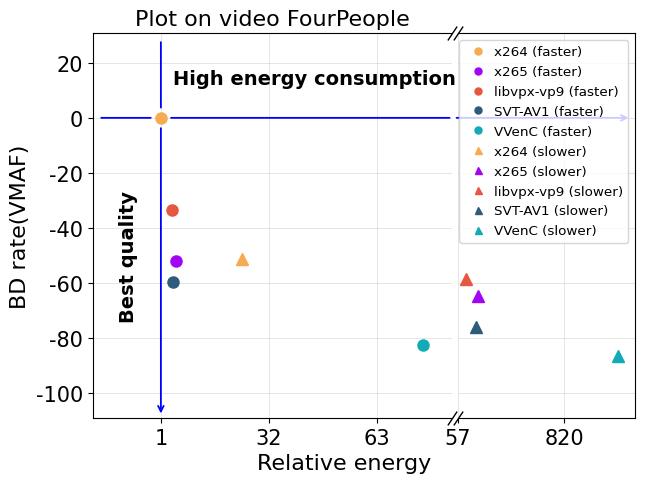 Plot on video FourPeople
BD rate(VMAF)
20
0
-20
-40
-60
-80
-100
High energy consumption
Best quality
x264 (faster)
x265 (faster)
libvpx-vp9 (faster)
SVT-AV1 (faster)
VVenC (faster)
x264 (slower)
x265 (slower)
libvpx-vp9 (slower)
SVT-AV1 (slower)
VVenC (slower)
1 32 63 57 820
Relative energy